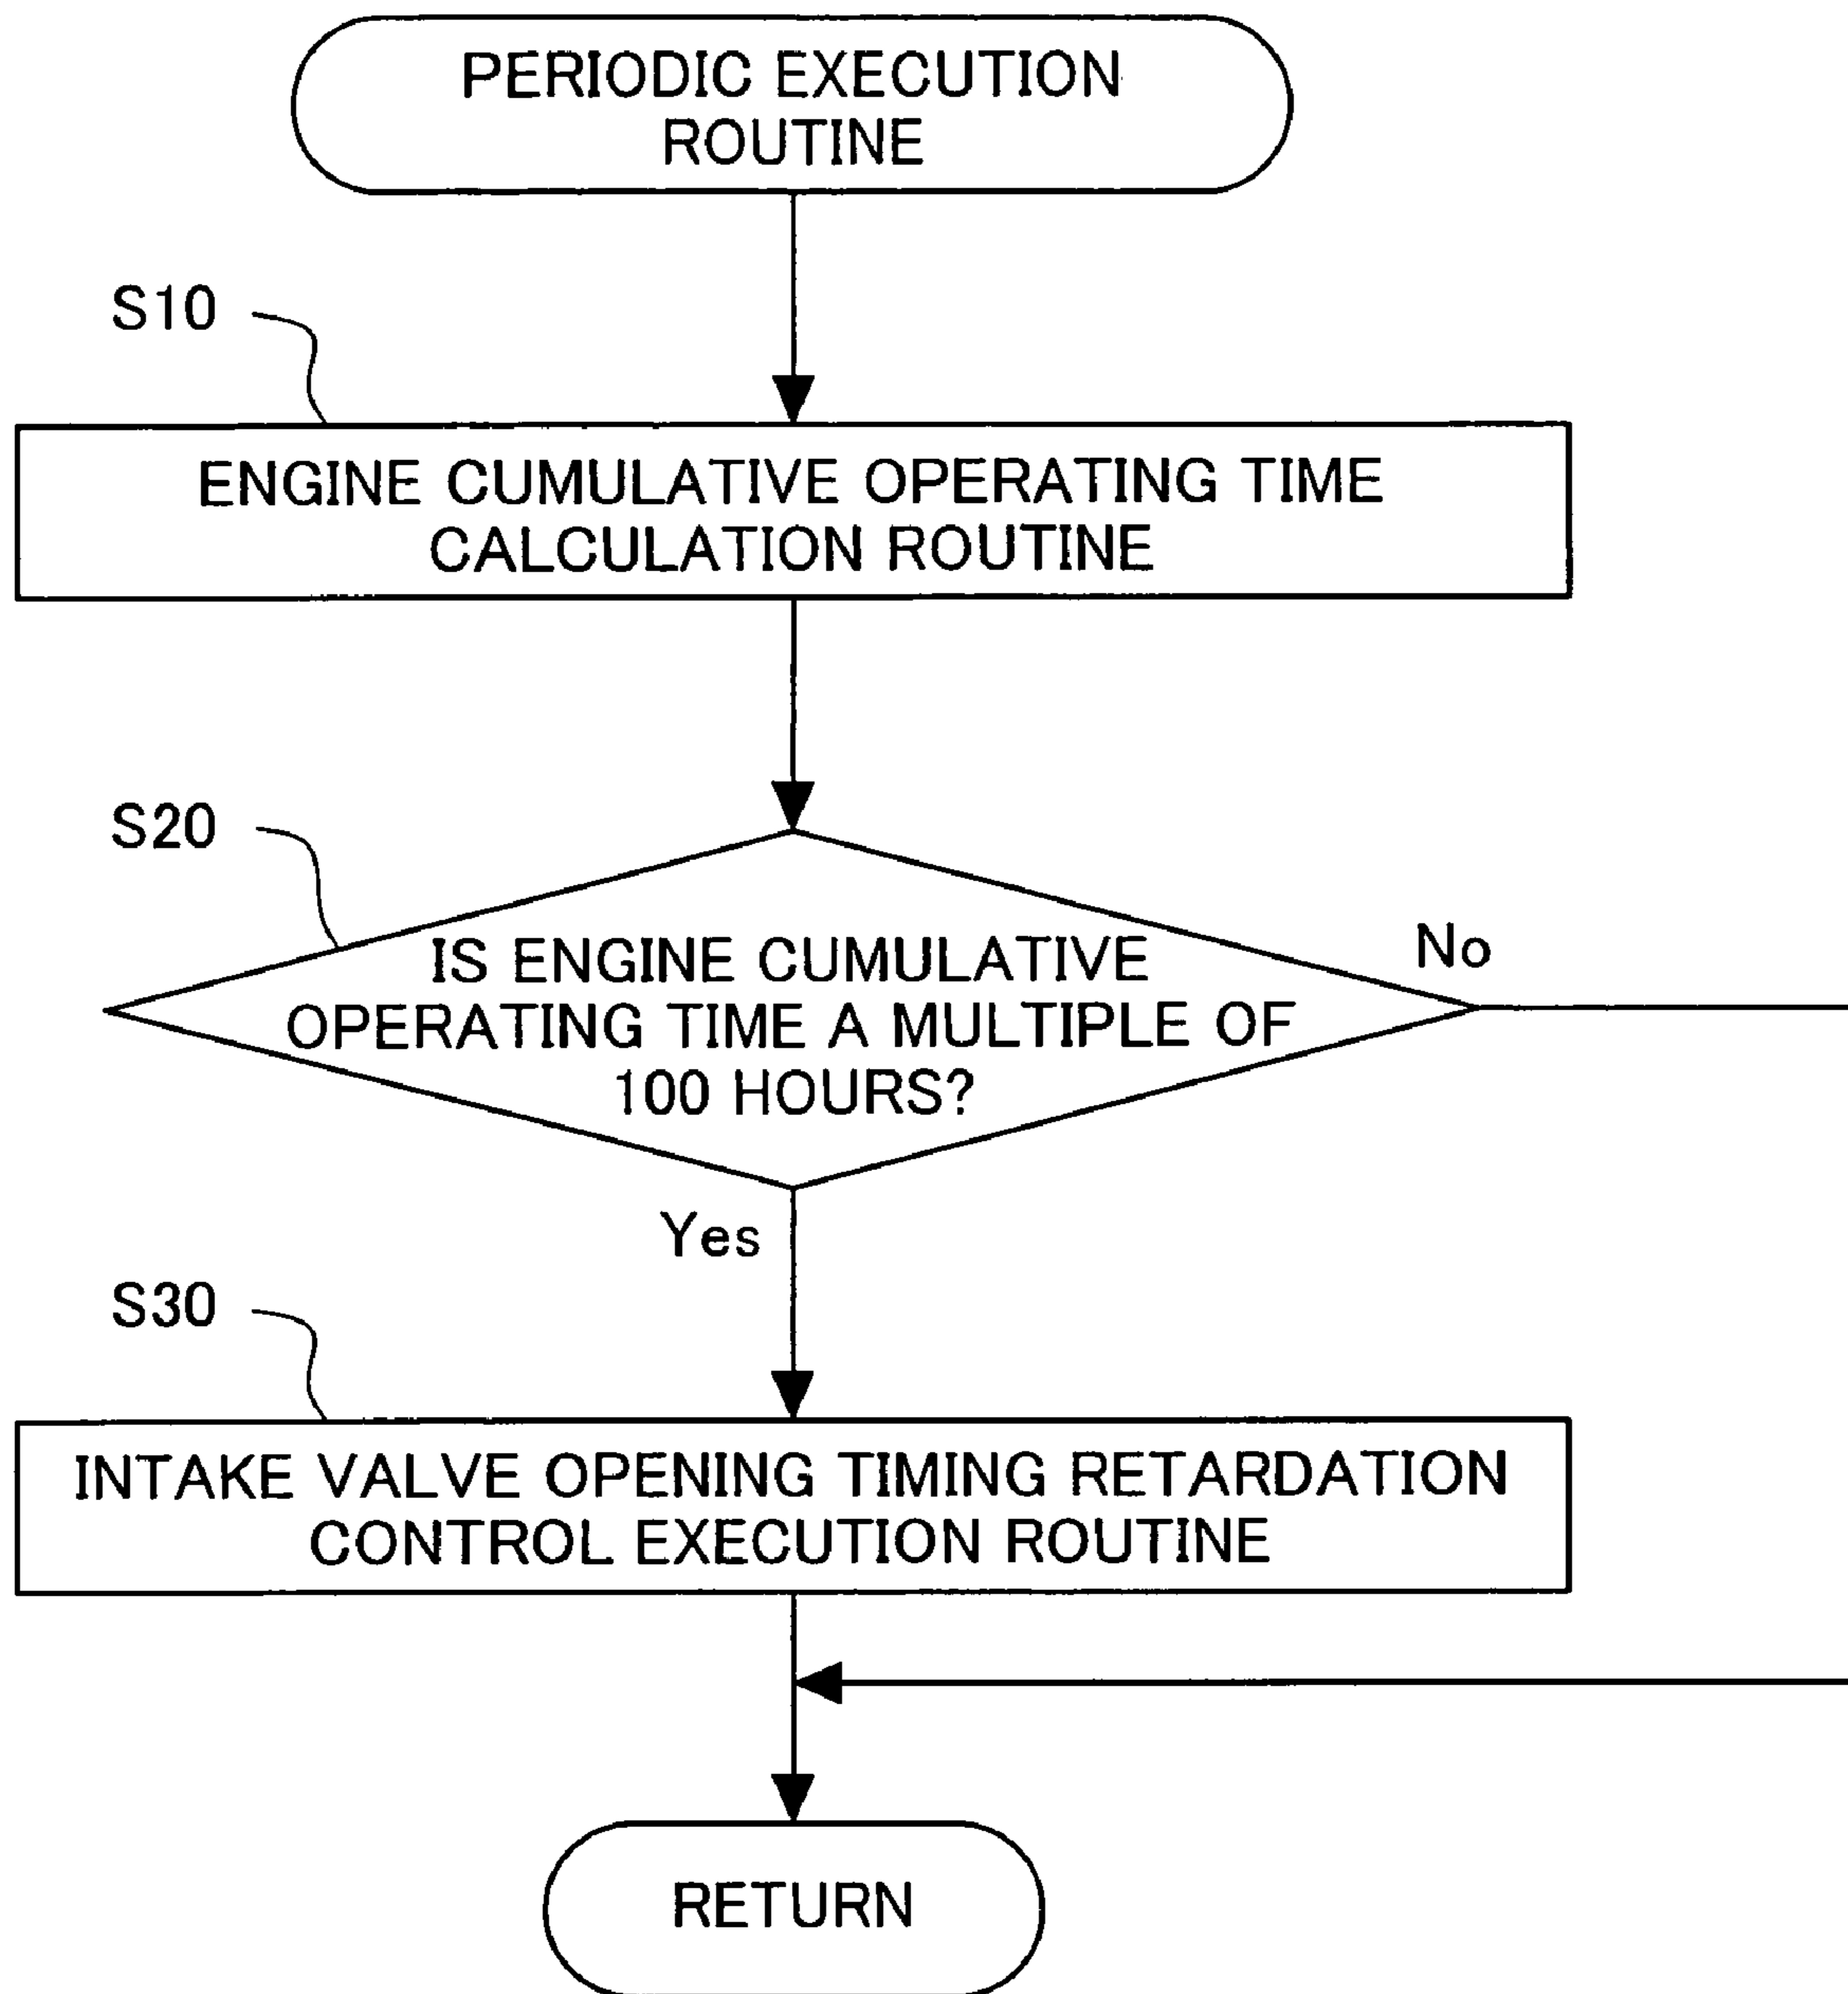 PERIODIC EXECUTION
ROUTINE
S10
ENGINE CUMULATIVE OPERATING TIME
CALCULATION ROUTINE
S20
IS ENGINE CUMULATIVE
OPERATING TIME A MULTIPLE OF
100 HOURS?
No
Yes
S30
INTAKE VALVE OPENING TIMING RETARDATION
CONTROL EXECUTION ROUTINE
RETURN